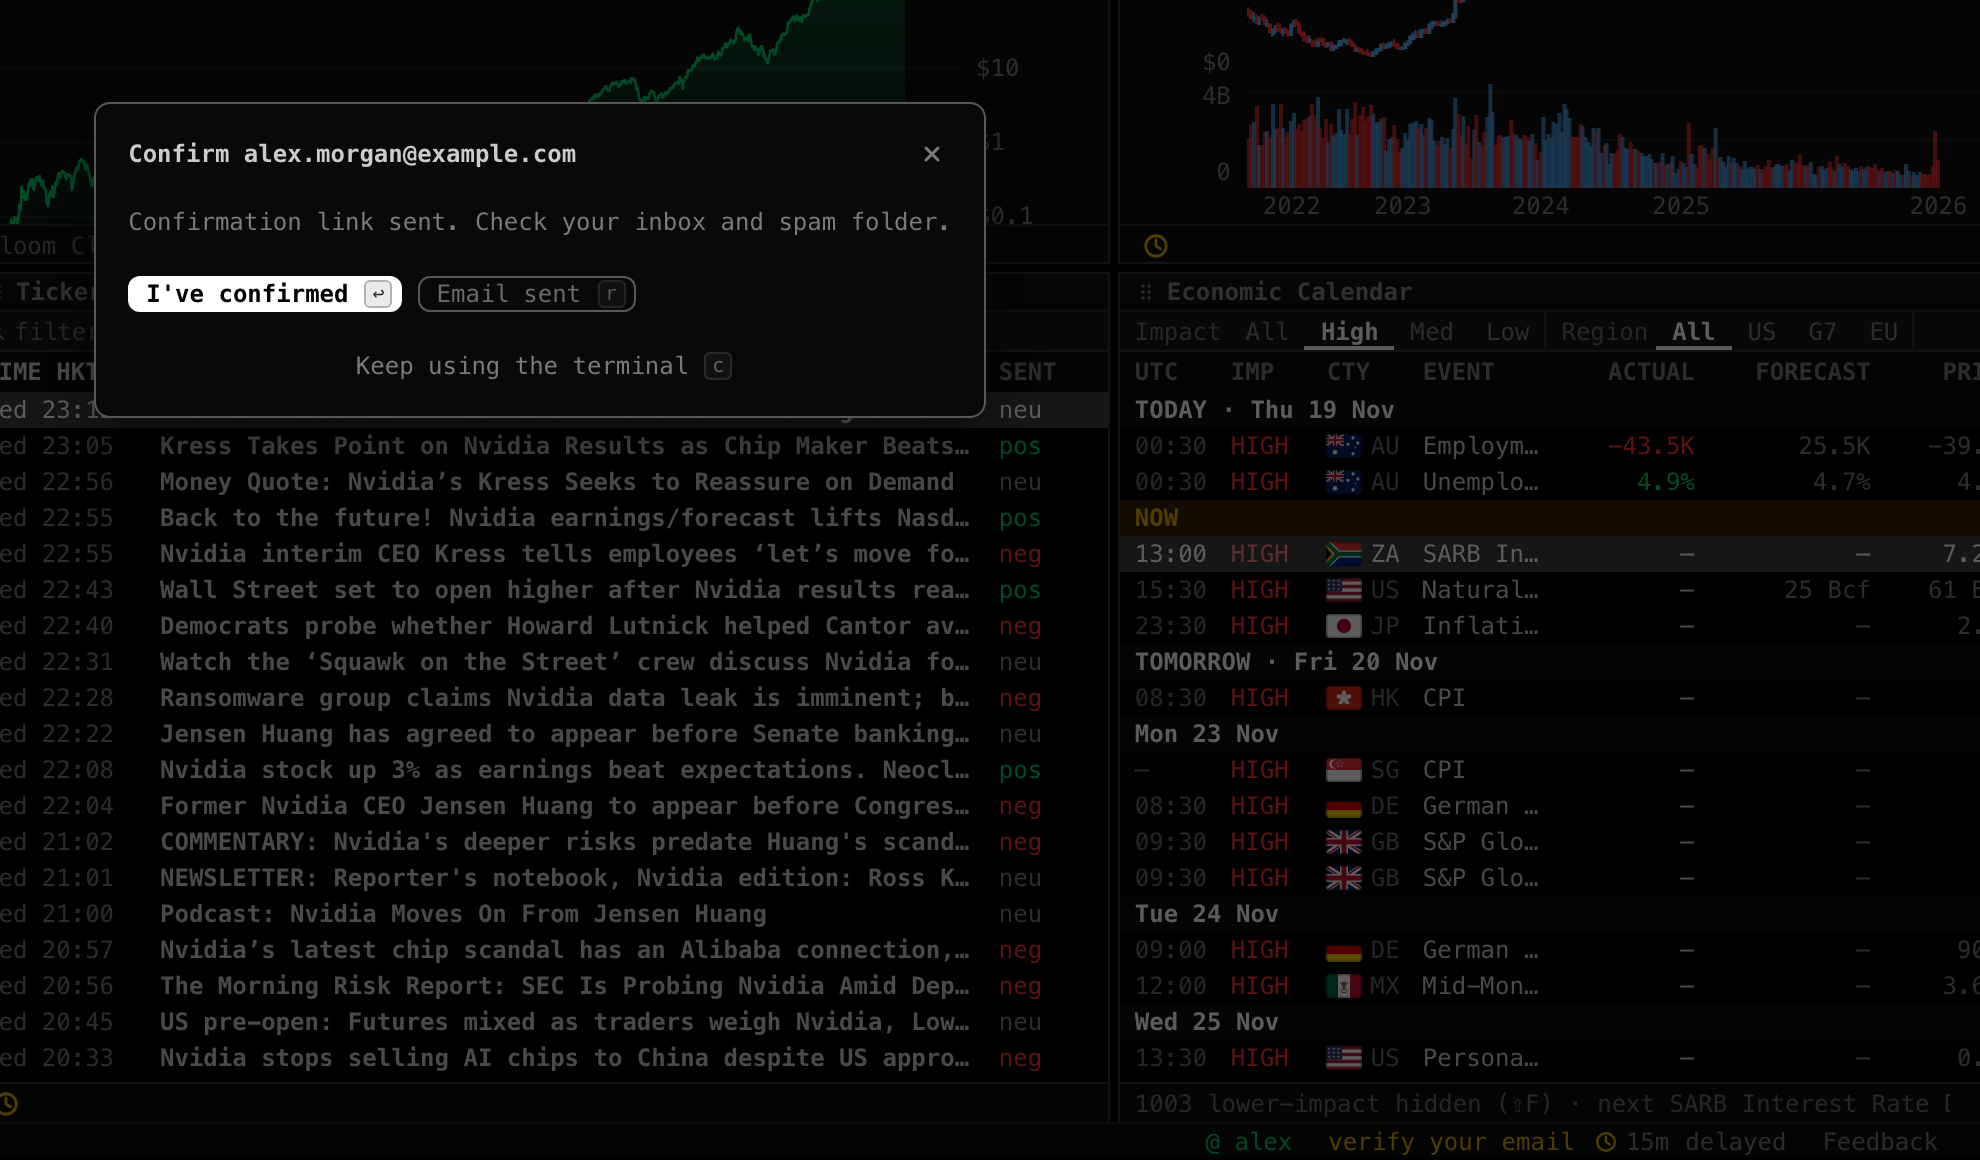 $10
$1
$0.1
loom Cl
$0
4B
0
2022 2023 2024 2025 2026
Confirm alex.morgan@example.com ✕
Confirmation link sent. Check your inbox and spam folder.
I've confirmed ↩ Email sent r
Keep using the terminal c
Ticker
filter
IME HKT SENT
ed 23:1 neu
ed 23:05 Kress Takes Point on Nvidia Results as Chip Maker Beats… pos
ed 22:56 Money Quote: Nvidia’s Kress Seeks to Reassure on Demand neu
ed 22:55 Back to the future! Nvidia earnings/forecast lifts Nasd… pos
ed 22:55 Nvidia interim CEO Kress tells employees ‘let’s move fo… neg
ed 22:43 Wall Street set to open higher after Nvidia results rea… pos
ed 22:40 Democrats probe whether Howard Lutnick helped Cantor av… neg
ed 22:31 Watch the ‘Squawk on the Street’ crew discuss Nvidia fo… neu
ed 22:28 Ransomware group claims Nvidia data leak is imminent; b… neg
ed 22:22 Jensen Huang has agreed to appear before Senate banking… neu
ed 22:08 Nvidia stock up 3% as earnings beat expectations. Neocl… pos
ed 22:04 Former Nvidia CEO Jensen Huang to appear before Congres… neg
ed 21:02 COMMENTARY: Nvidia's deeper risks predate Huang's scand… neg
ed 21:01 NEWSLETTER: Reporter's notebook, Nvidia edition: Ross K… neu
ed 21:00 Podcast: Nvidia Moves On From Jensen Huang neu
ed 20:57 Nvidia’s latest chip scandal has an Alibaba connection,… neg
ed 20:56 The Morning Risk Report: SEC Is Probing Nvidia Amid Dep… neg
ed 20:45 US pre–open: Futures mixed as traders weigh Nvidia, Low… neu
ed 20:33 Nvidia stops selling AI chips to China despite US appro… neg
Economic Calendar
Impact All High Med Low Region All US G7 EU
UTC IMP CTY EVENT ACTUAL FORECAST PRI
TODAY · Thu 19 Nov
00:30 HIGH AU Employm… −43.5K 25.5K −39.
00:30 HIGH AU Unemplo… 4.9% 4.7% 4.
NOW
13:00 HIGH ZA SARB In… — — 7.2
15:30 HIGH US Natural… — 25 Bcf 61 B
23:30 HIGH JP Inflati… — — 2.
TOMORROW · Fri 20 Nov
08:30 HIGH HK CPI — —
Mon 23 Nov
— HIGH SG CPI — —
08:30 HIGH DE German … — —
09:30 HIGH GB S&P Glo… — —
09:30 HIGH GB S&P Glo… — —
Tue 24 Nov
09:00 HIGH DE German … — — 90
12:00 HIGH MX Mid–Mon… — — 3.6
Wed 25 Nov
13:30 HIGH US Persona… — — 0.
1003 lower–impact hidden (⇧F) · next SARB Interest Rate D
@ alex verify your email 15m delayed Feedback